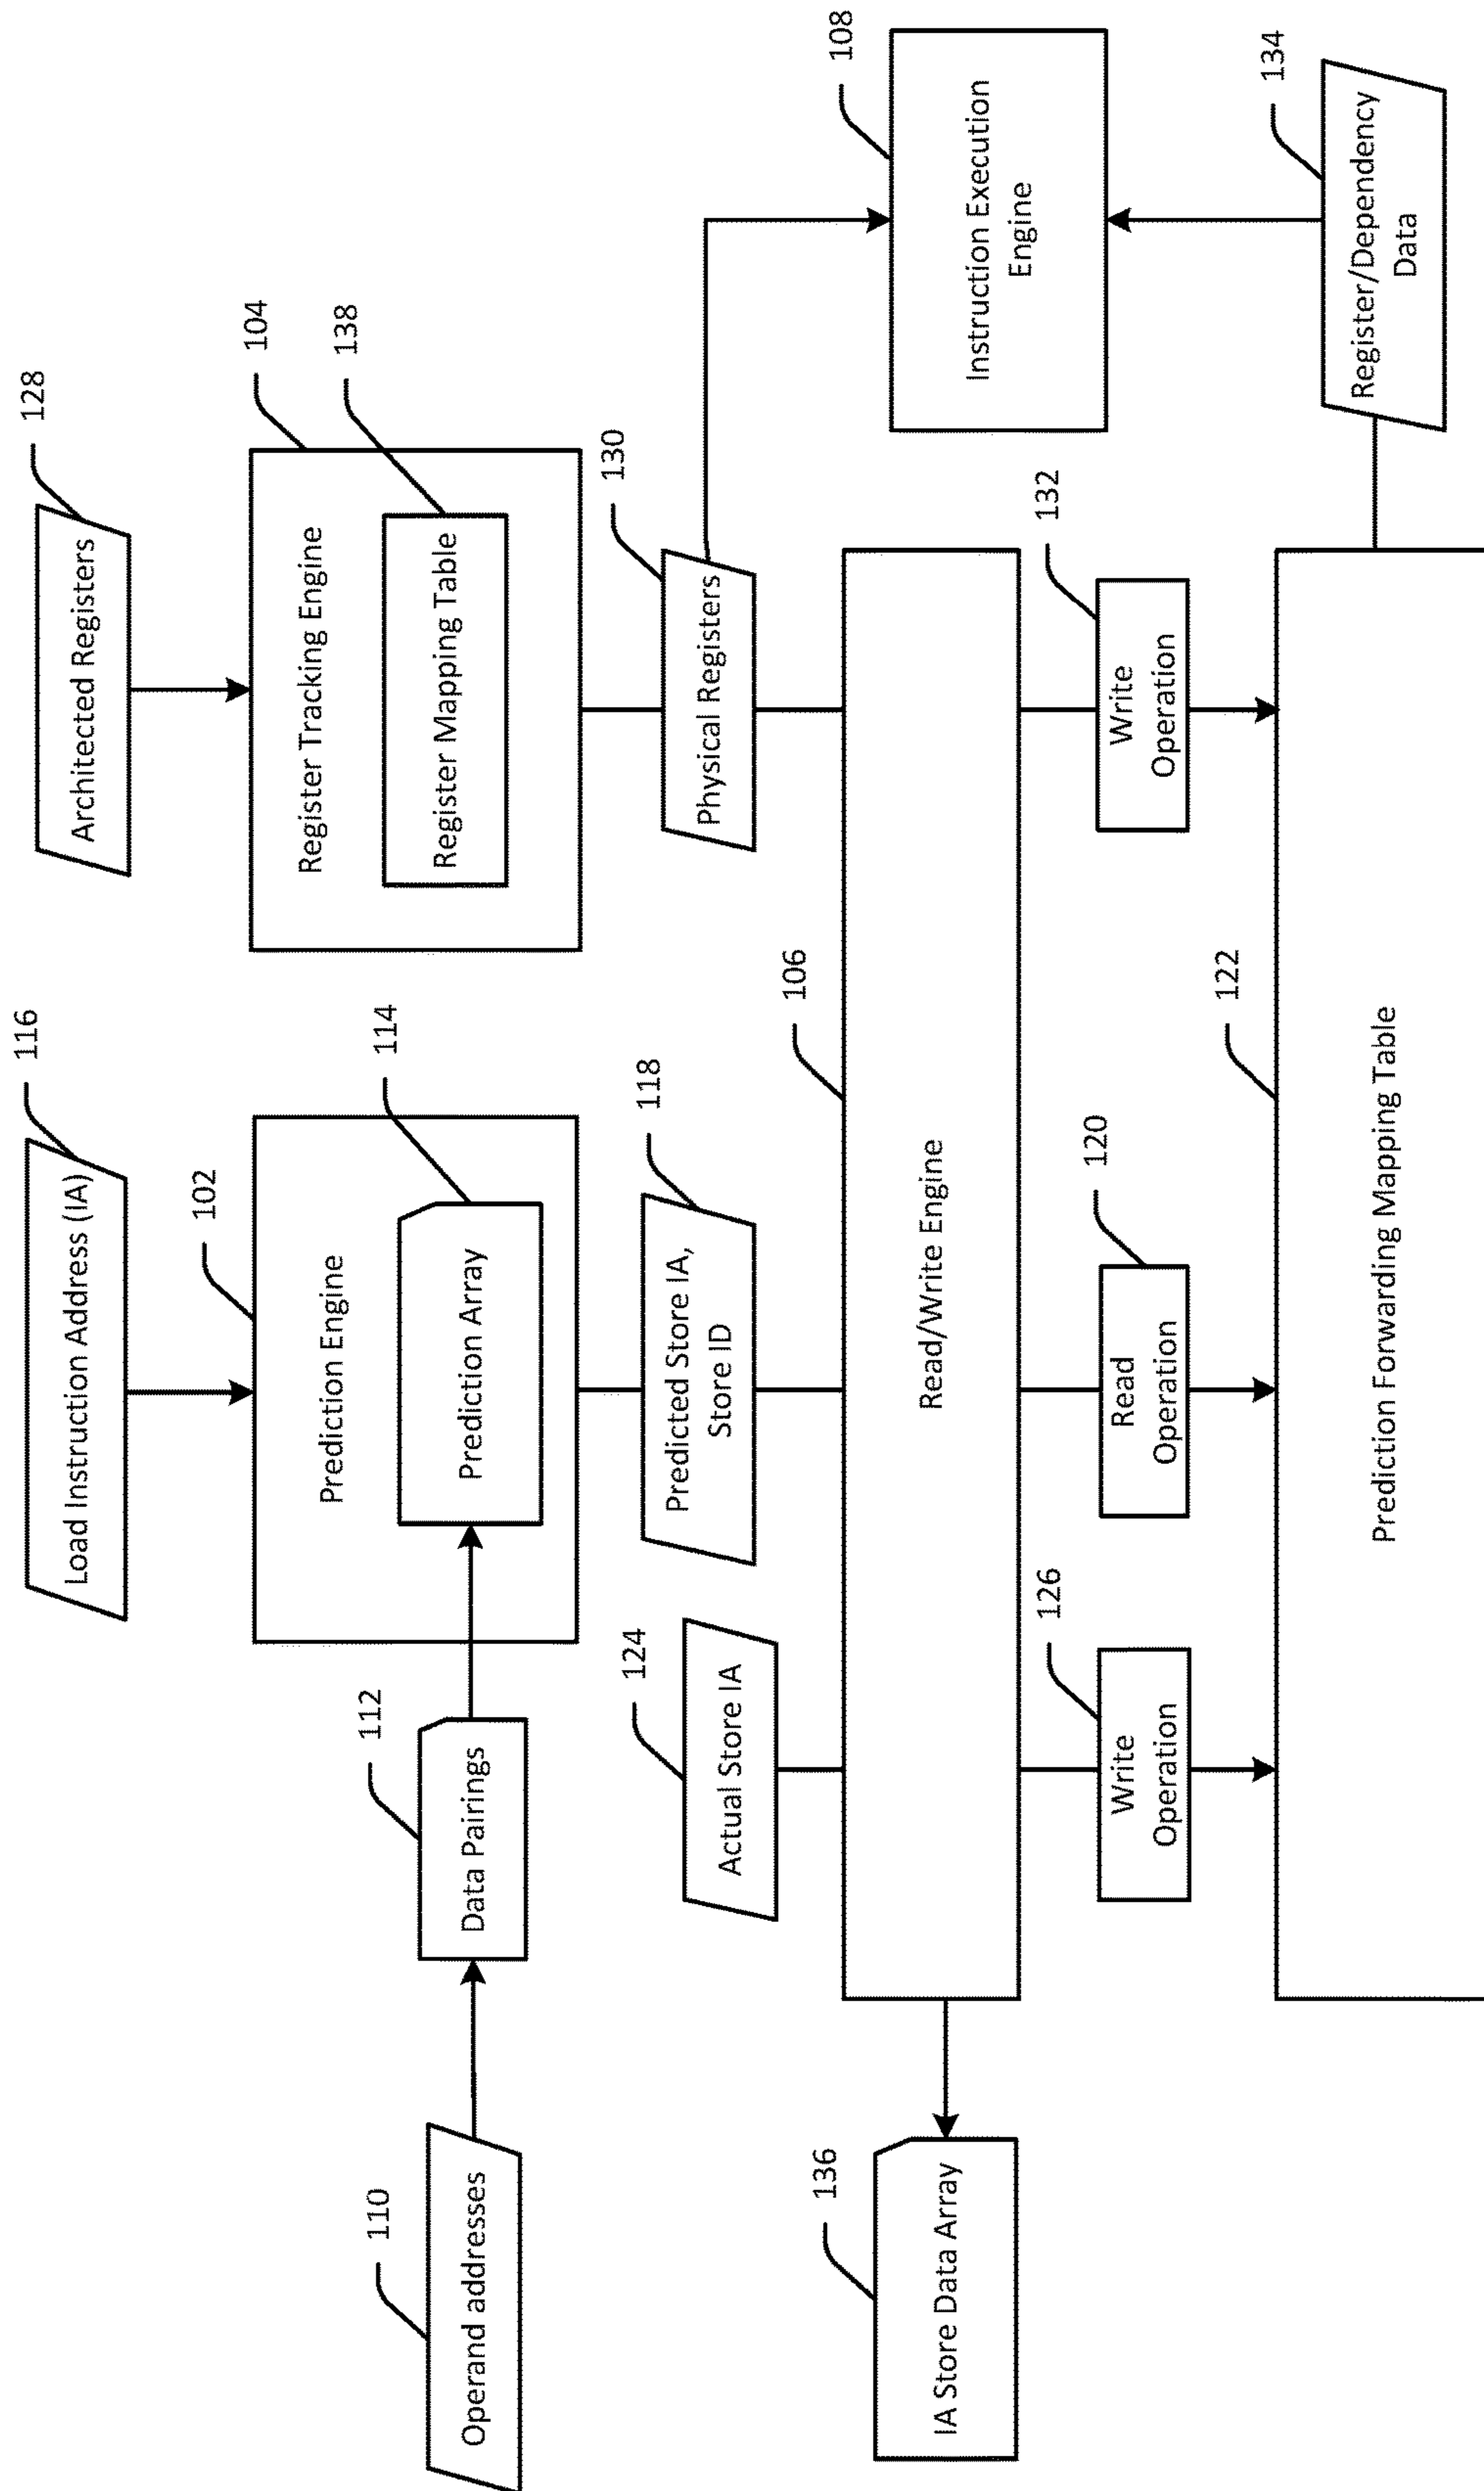 116
Load Instruction Address (IA)
128
Architected Registers
102
Prediction Engine
114
Prediction Array
104
Register Tracking Engine
138
Register Mapping Table
110
Operand addresses
112
Data Pairings
124
Actual Store IA
118
Predicted Store IA,
Store ID
130
Physical Registers
108
Instruction Execution
Engine
136
IA Store Data Array
106
Read/Write Engine
126
Write
Operation
120
Read
Operation
132
Write
Operation
134
Register/Dependency
Data
122
Prediction Forwarding Mapping Table